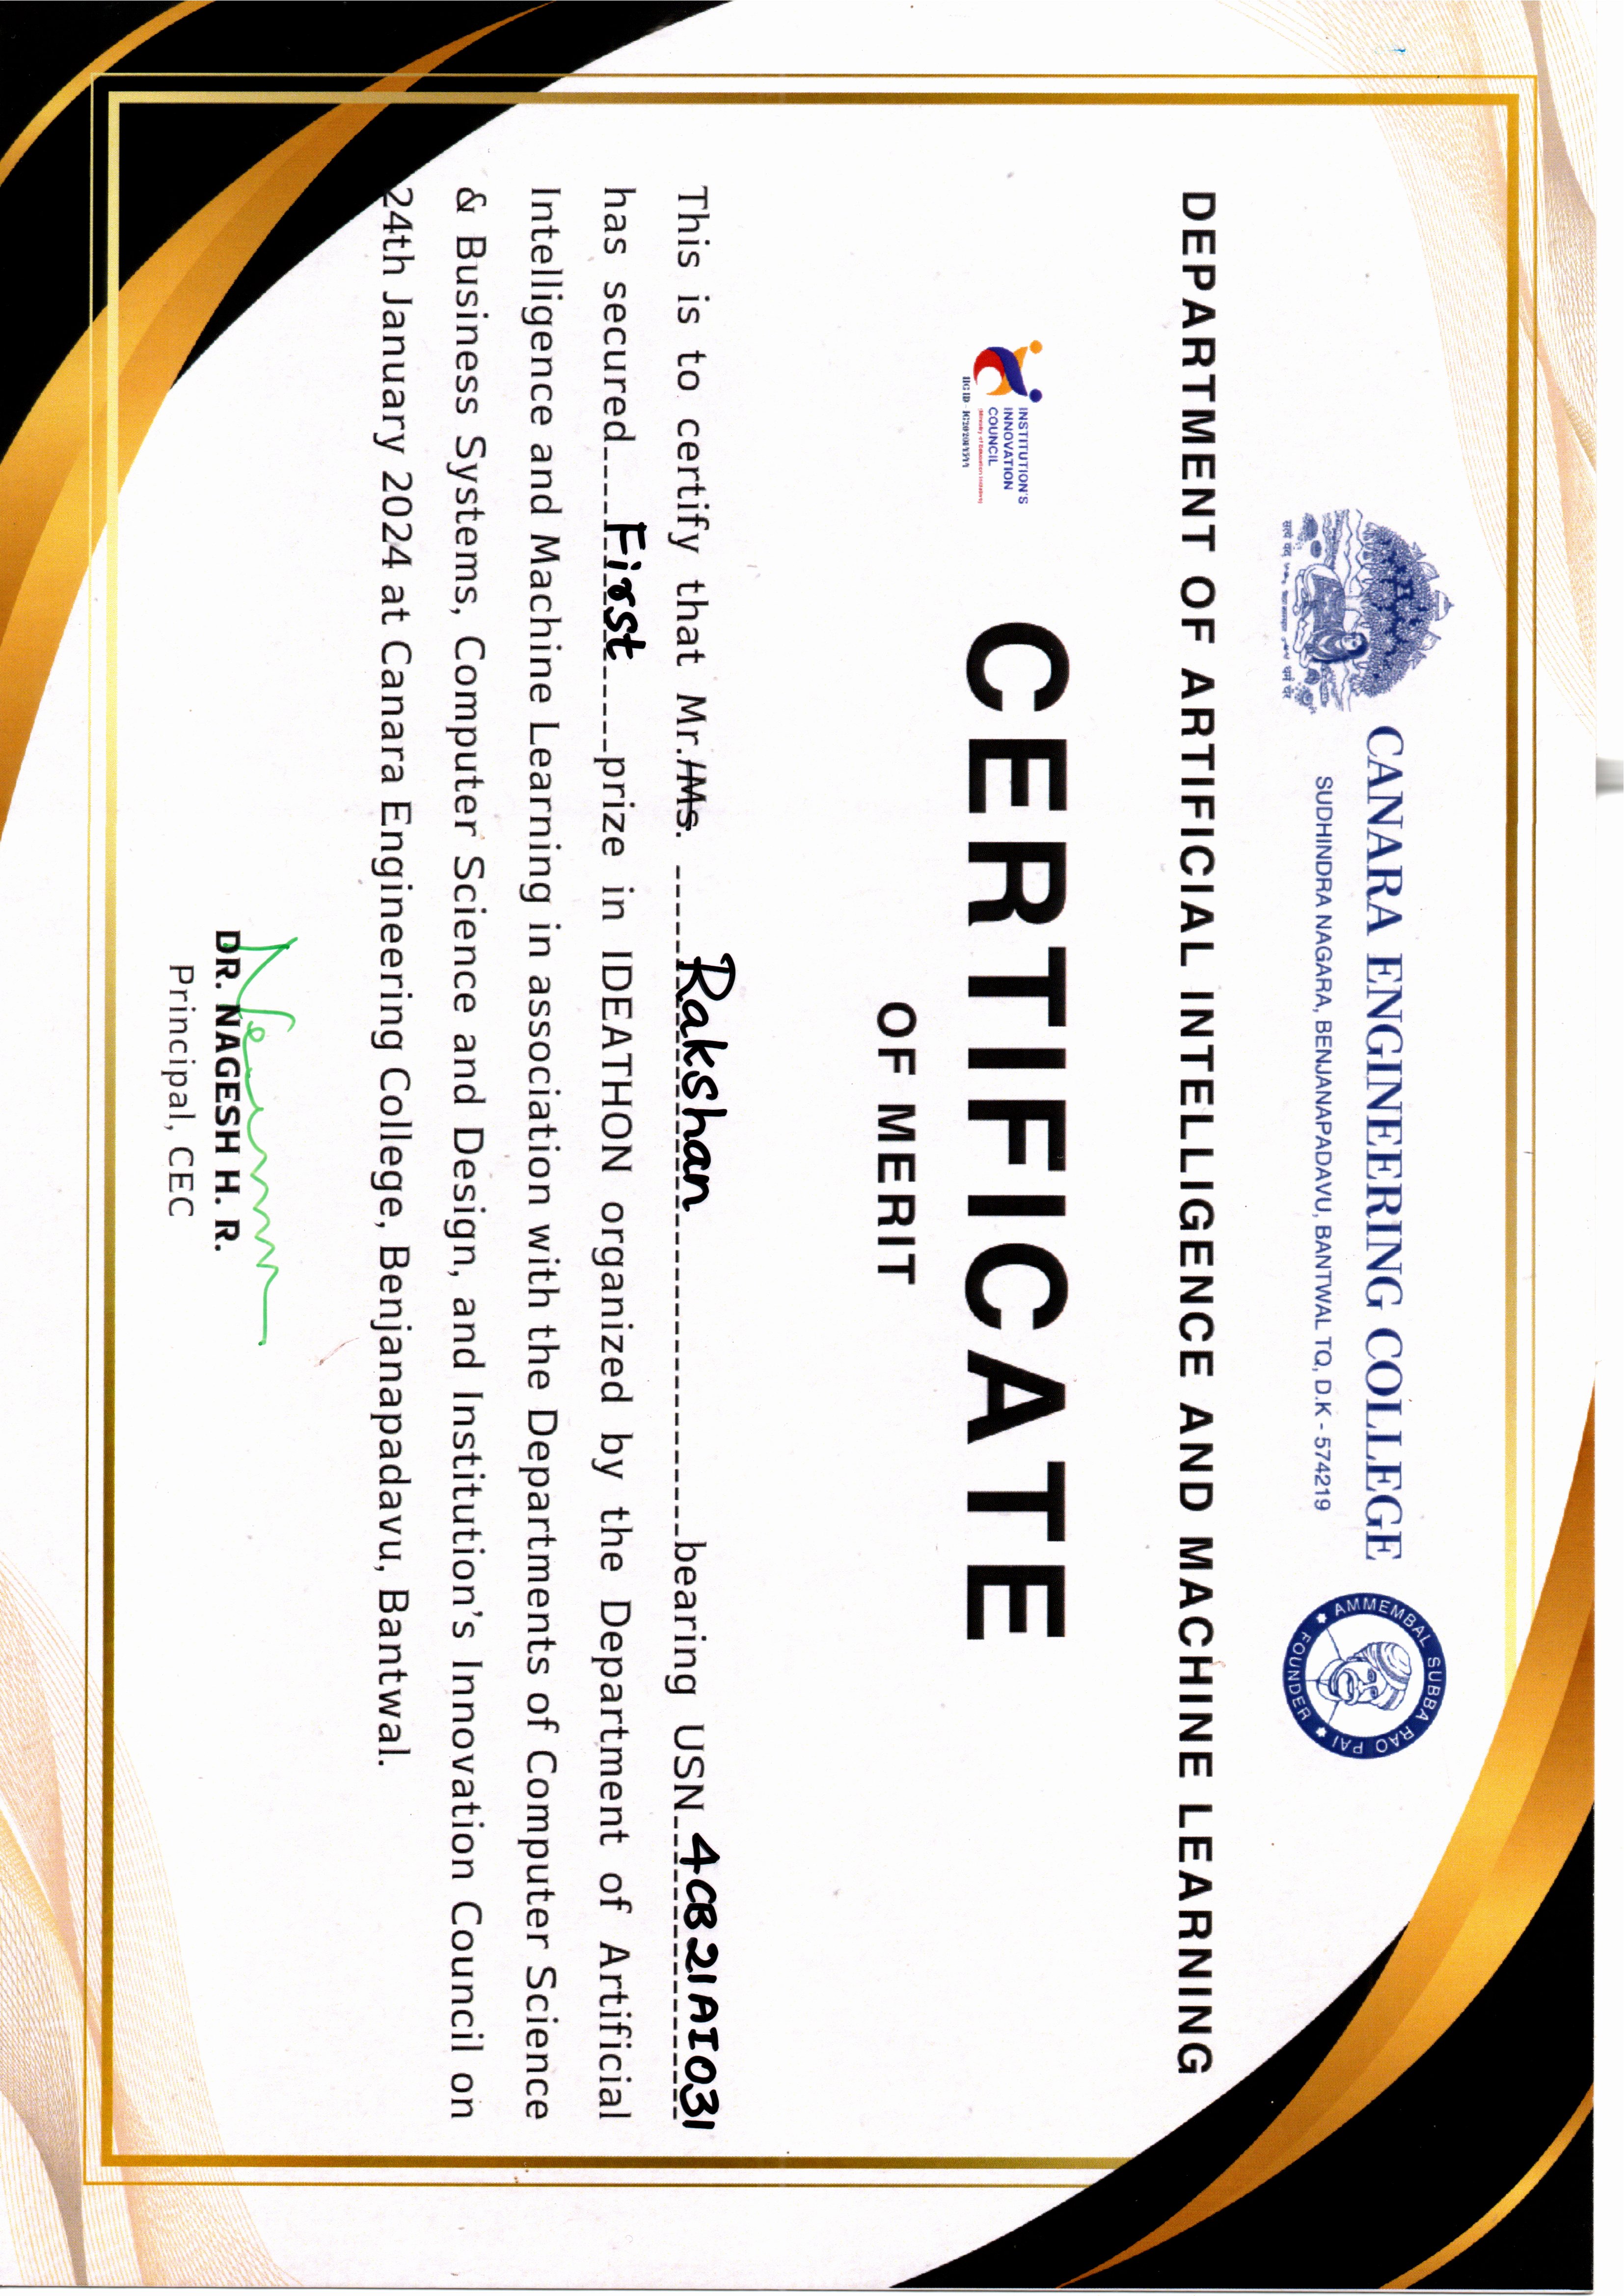 CANARA ENGINEERING COLLEGE
SUDHINDRA NAGARA, BENJANAPADAVU, BANTWAL TQ, D.K - 574219
AMMEMBAL SUBBA RAO PAI
FOUNDER
DEPARTMENT OF ARTIFICIAL INTELLIGENCE AND MACHINE LEARNING
INSTITUTION'S
INNOVATION
COUNCIL
CERTIFICATE
OF MERIT
This is to certify that Mr./Ms. Rakshan bearing USN 4CB21AI031
has secured First prize in IDEATHON organized by the Department of Artificial
Intelligence and Machine Learning in association with the Departments of Computer Science
& Business Systems, Computer Science and Design, and Institution's Innovation Council on
24th January 2024 at Canara Engineering College, Benjanapadavu, Bantwal.
DR. NAGESH H. R.
Principal, CEC